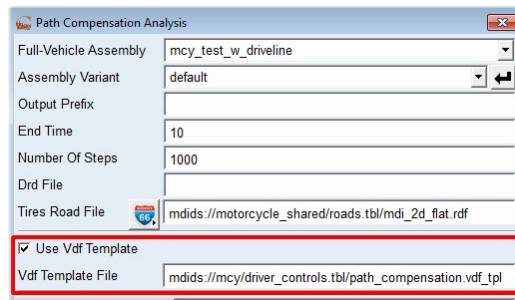 Path Compensation Analysis
Full-Vehicle Assembly mcy_test_w_driveline
Assembly Variant default
Output Prefix
End Time 10
Number Of Steps 1000
Drd File
Tires Road File 66 mdids://motorcycle_shared/roads.tbl/mdi_2d_flat.rdf
Use Vdf Template
Vdf Template File mdids://mcy/driver_controls.tbl/path_compensation.vdf_tpl